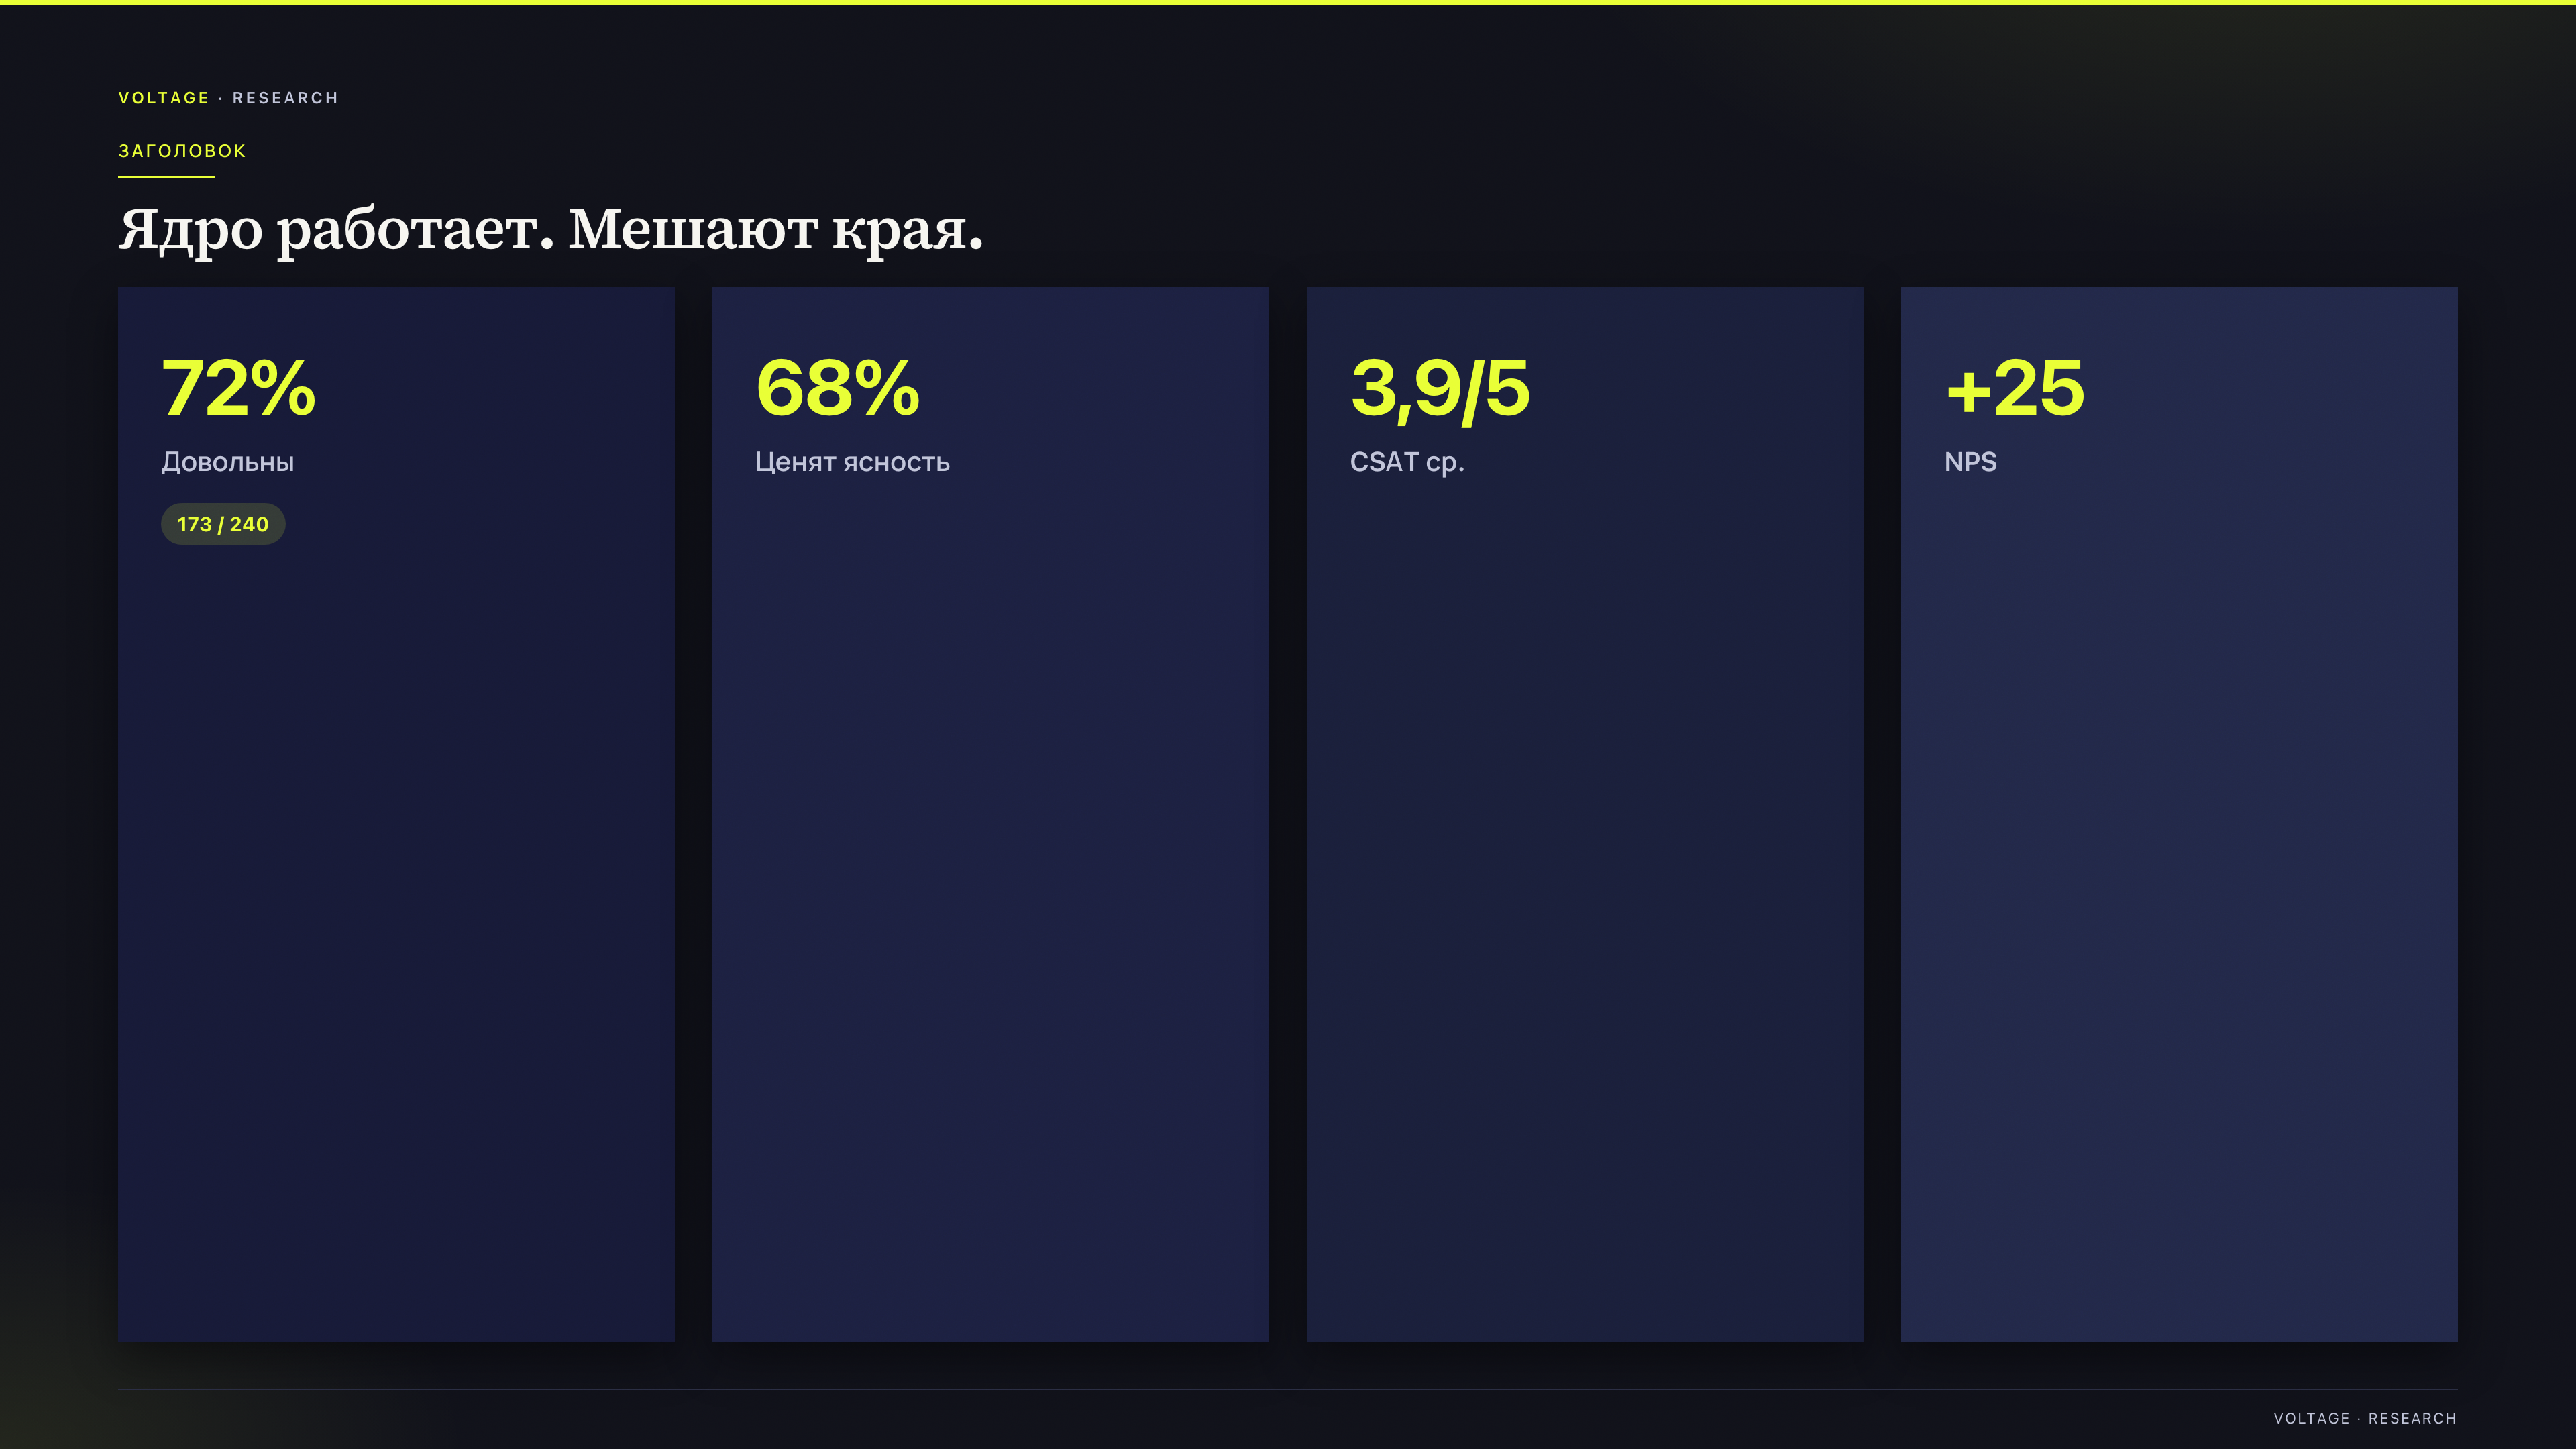 VOLTAGE · RESEARCH
ЗАГОЛОВОК
Ядро работает. Мешают края.
72%
Довольны
173 / 240
68%
Ценят ясность
3,9/5
CSAT ср.
+25
NPS
VOLTAGE · RESEARCH